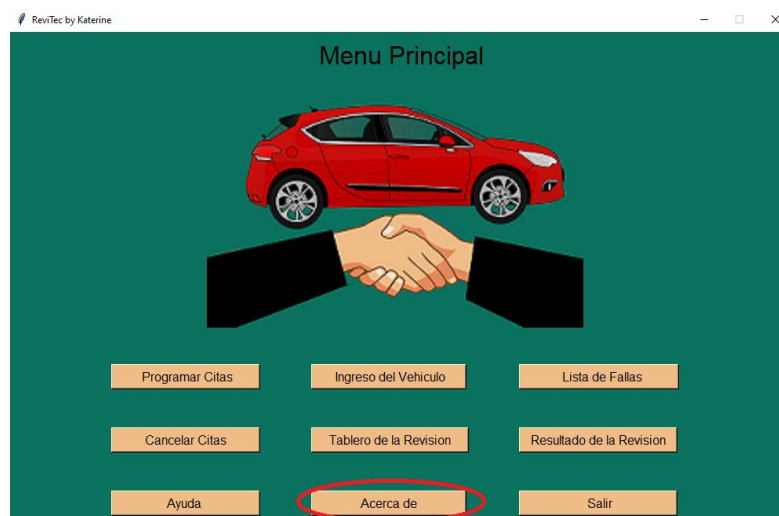 ReviTec by Katerine
Menu Principal
Programar Citas
Ingreso del Vehiculo
Lista de Fallas
Cancelar Citas
Tablero de la Revision
Resultado de la Revision
Ayuda
Acerca de
Salir